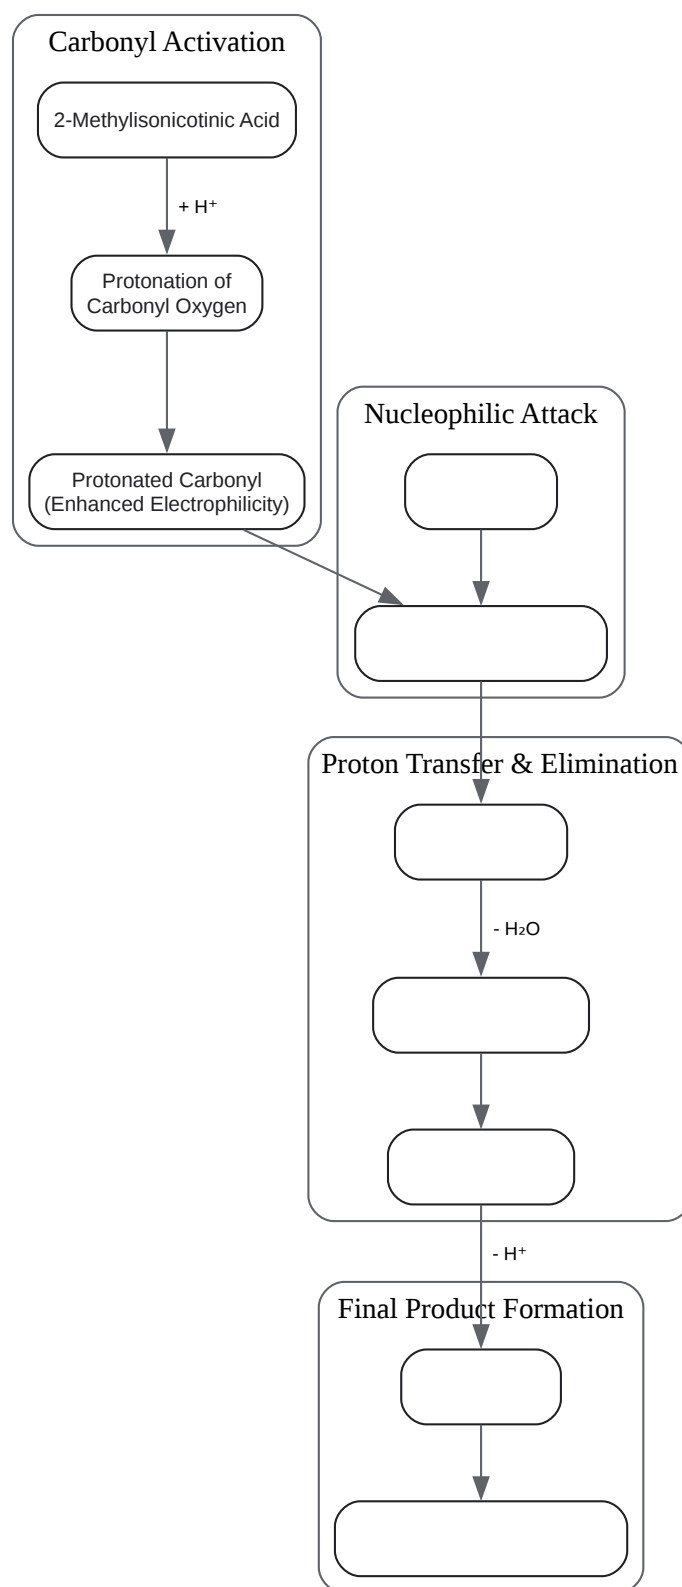 Carbonyl Activation
2-Methylisonicotinic Acid
+ H⁺
Protonation of
Carbonyl Oxygen
Protonated Carbonyl
(Enhanced Electrophilicity)
Nucleophilic Attack
Proton Transfer & Elimination
- H₂O
- H⁺
Final Product Formation